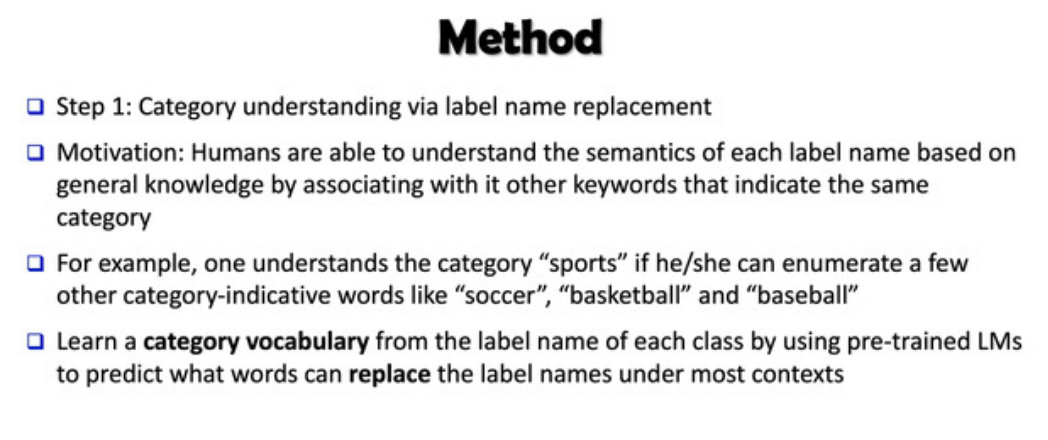 Method
Step 1: Category understanding via label name replacement
Motivation: Humans are able to understand the semantics of each label name based on
general knowledge by associating with it other keywords that indicate the same
category
For example, one understands the category “sports” if he/she can enumerate a few
other category-indicative words like “soccer”, “basketball” and “baseball”
Learn a category vocabulary from the label name of each class by using pre-trained LMs
to predict what words can replace the label names under most contexts